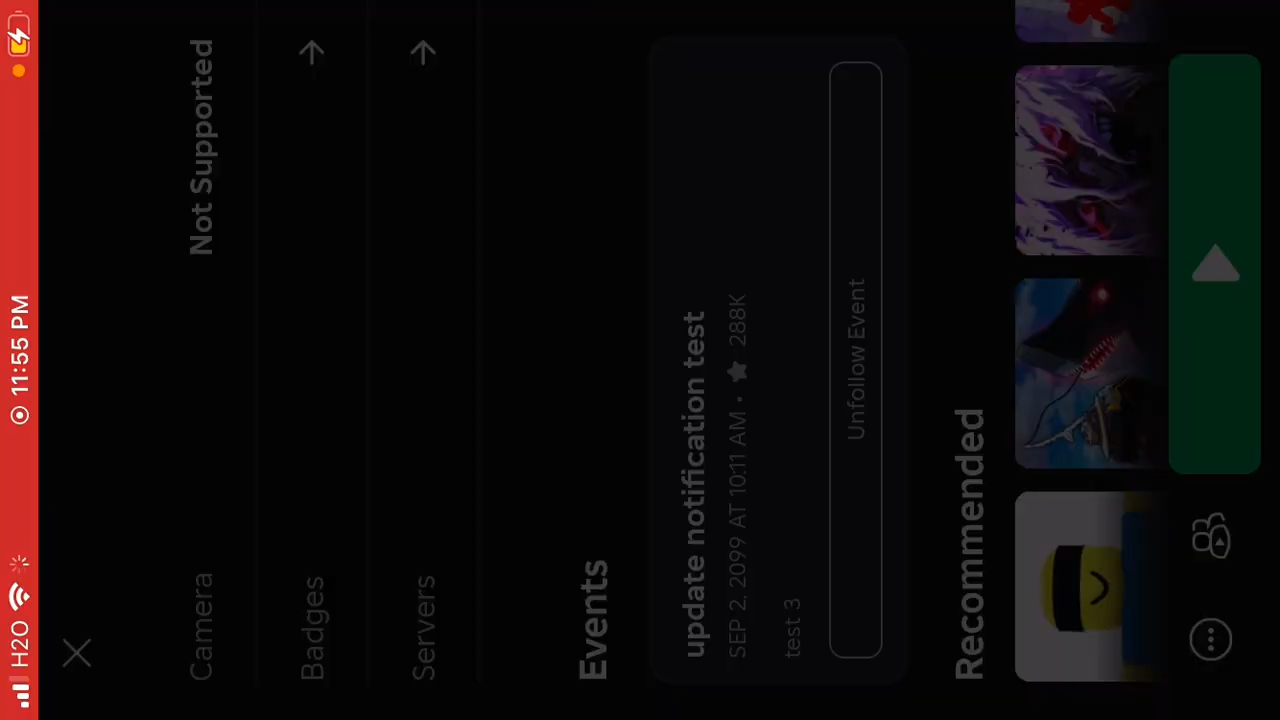 H2O 11:55 PM
Camera Not Supported
Badges
Servers
Events
update notification test
SEP 2, 2099 AT 10:11 AM • 288K
test 3
Unfollow Event
Recommended